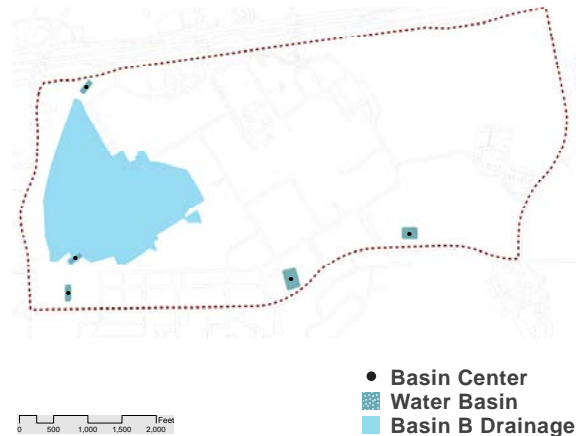 Basin Center
Water Basin
Basin B Drainage
Feet
0 500 1,000 1,500 2,000